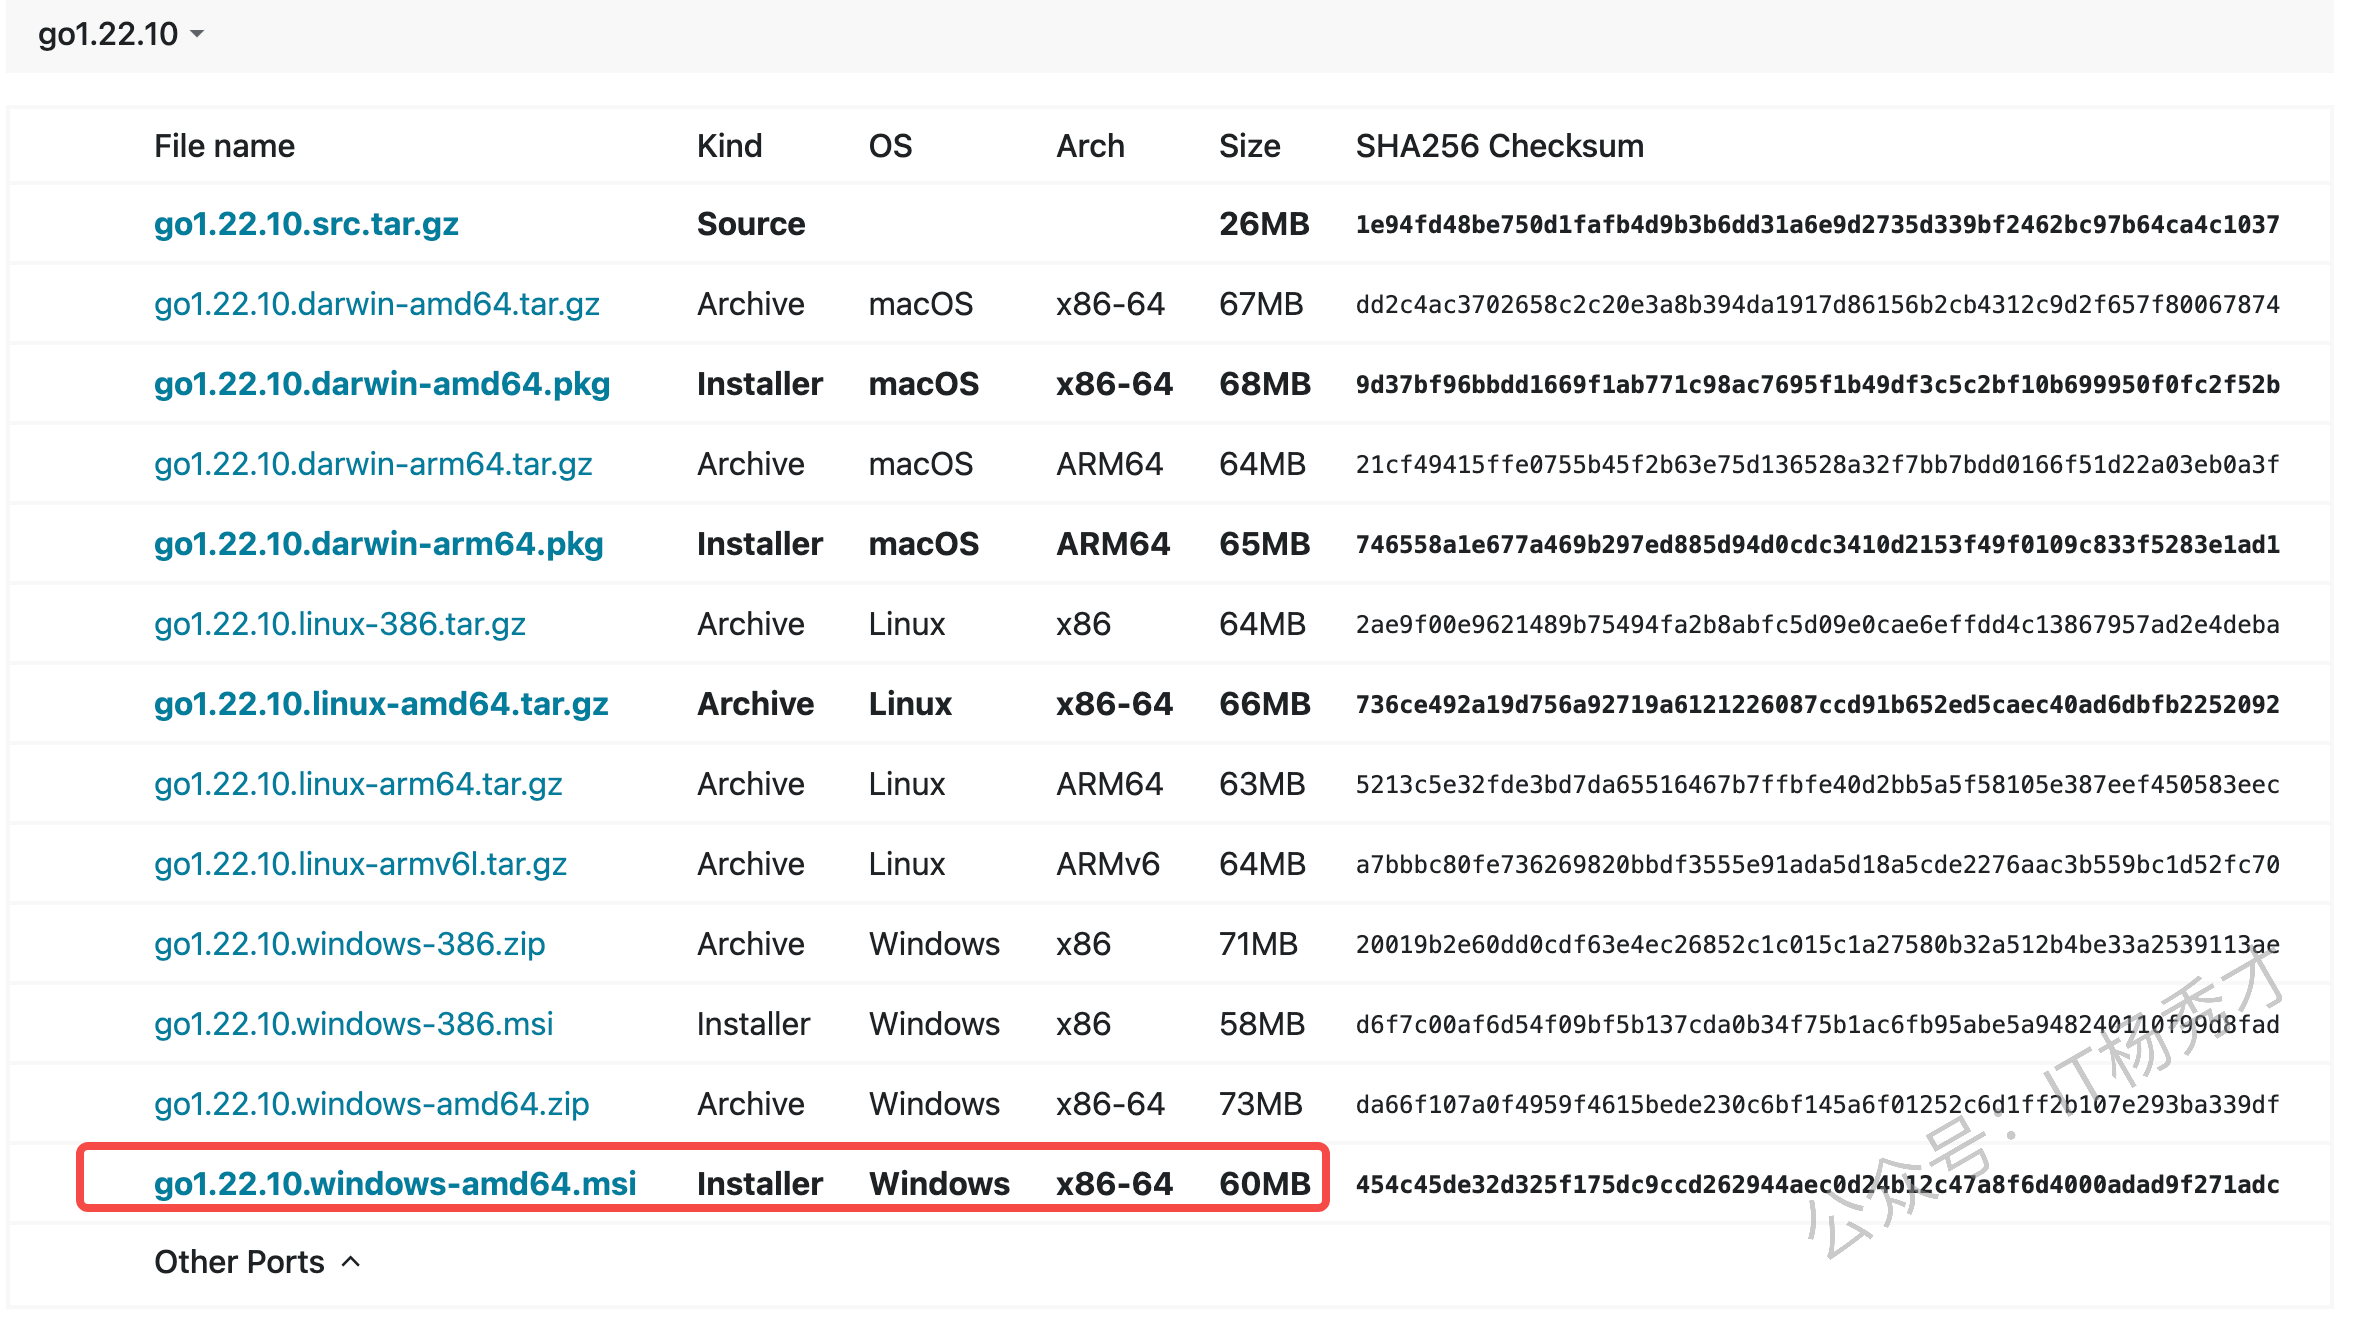 go1.22.10
File name Kind OS Arch Size SHA256 Checksum
go1.22.10.src.tar.gz Source 26MB 1e94fd48be750d1fafb4d9b3b6dd31a6e9d2735d339bf2462bc97b64ca4c1037
go1.22.10.darwin-amd64.tar.gz Archive macOS x86-64 67MB dd2c4ac3702658c2c20e3a8b394da1917d86156b2cb4312c9d2f657f80067874
go1.22.10.darwin-amd64.pkg Installer macOS x86-64 68MB 9d37bf96bbdd1669f1ab771c98ac7695f1b49df3c5c2bf10b699950f0fc2f52b
go1.22.10.darwin-arm64.tar.gz Archive macOS ARM64 64MB 21cf49415ffe0755b45f2b63e75d136528a32f7bb7bdd0166f51d22a03eb0a3f
go1.22.10.darwin-arm64.pkg Installer macOS ARM64 65MB 746558a1e677a469b297ed885d94d0cdc3410d2153f49f0109c833f5283e1ad1
go1.22.10.linux-386.tar.gz Archive Linux x86 64MB 2ae9f00e9621489b75494fa2b8abfc5d09e0cae6effdd4c13867957ad2e4deba
go1.22.10.linux-amd64.tar.gz Archive Linux x86-64 66MB 736ce492a19d756a92719a6121226087ccd91b652ed5caec40ad6dbfb2252092
go1.22.10.linux-arm64.tar.gz Archive Linux ARM64 63MB 5213c5e32fde3bd7da65516467b7ffbfe40d2bb5a5f58105e387eef450583eec
go1.22.10.linux-armv6l.tar.gz Archive Linux ARMv6 64MB a7bbbc80fe736269820bbdf3555e91ada5d18a5cde2276aac3b559bc1d52fc70
go1.22.10.windows-386.zip Archive Windows x86 71MB 20019b2e60dd0cdf63e4ec26852c1c015c1a27580b32a512b4be33a2539113ae
go1.22.10.windows-386.msi Installer Windows x86 58MB d6f7c00af6d54f09bf5b137cda0b34f75b1ac6fb95abe5a948240110f99d8fad
go1.22.10.windows-amd64.zip Archive Windows x86-64 73MB da66f107a0f4959f4615bede230c6bf145a6f01252c6d1ff2b107e293ba339df
go1.22.10.windows-amd64.msi Installer Windows x86-64 60MB 454c45de32d325f175dc9ccd262944aec0d24b12c47a8f6d4000adad9f271adc
Other Ports
公众号：IT杨秀才